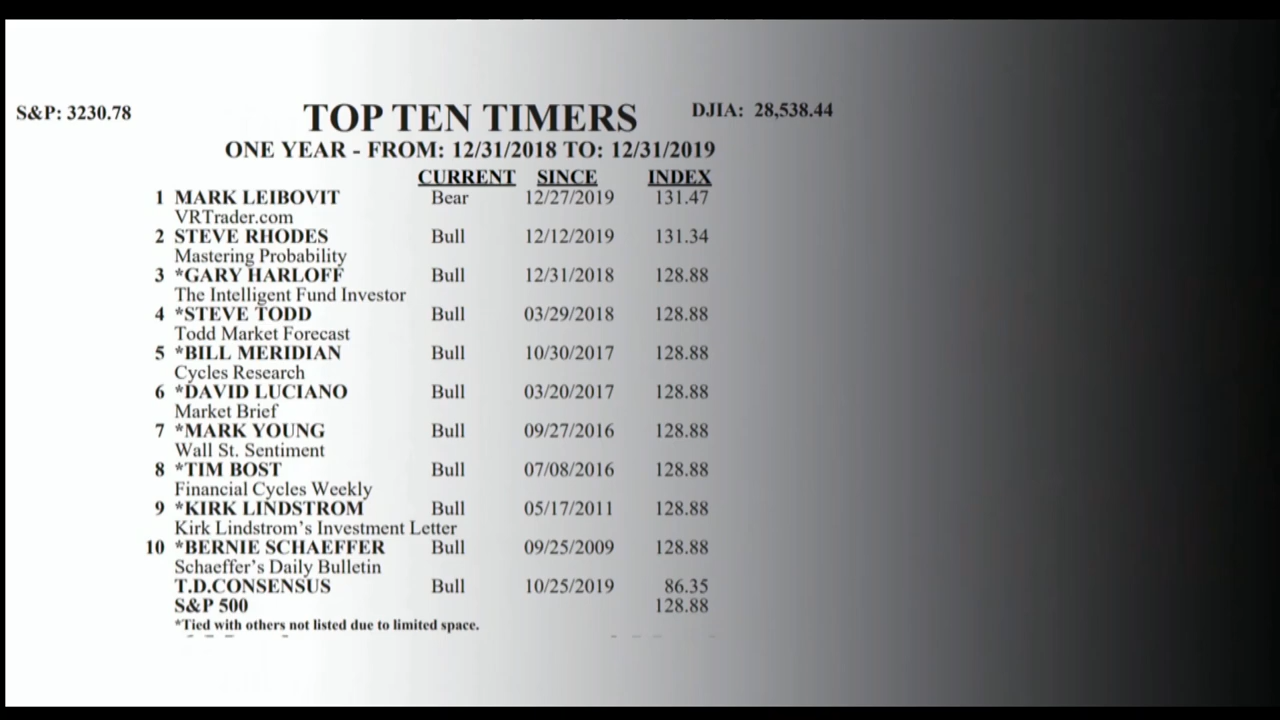 S&P: 3230.78
TOP TEN TIMERS
DJIA: 28,538.44
ONE YEAR - FROM: 12/31/2018 TO: 12/31/2019
CURRENT SINCE INDEX
1 MARK LEIBOVIT Bear 12/27/2019 131.47
VRTrader.com
2 STEVE RHODES Bull 12/12/2019 131.34
Mastering Probability
3 *GARY HARLOFF Bull 12/31/2018 128.88
The Intelligent Fund Investor
4 *STEVE TODD Bull 03/29/2018 128.88
Todd Market Forecast
5 *BILL MERIDIAN Bull 10/30/2017 128.88
Cycles Research
6 *DAVID LUCIANO Bull 03/20/2017 128.88
Market Brief
7 *MARK YOUNG Bull 09/27/2016 128.88
Wall St. Sentiment
8 *TIM BOST Bull 07/08/2016 128.88
Financial Cycles Weekly
9 *KIRK LINDSTROM Bull 05/17/2011 128.88
Kirk Lindstrom's Investment Letter
10 *BERNIE SCHAEFFER Bull 09/25/2009 128.88
Schaeffer's Daily Bulletin
T.D.CONSENSUS Bull 10/25/2019 86.35
S&P 500 128.88
*Tied with others not listed due to limited space.